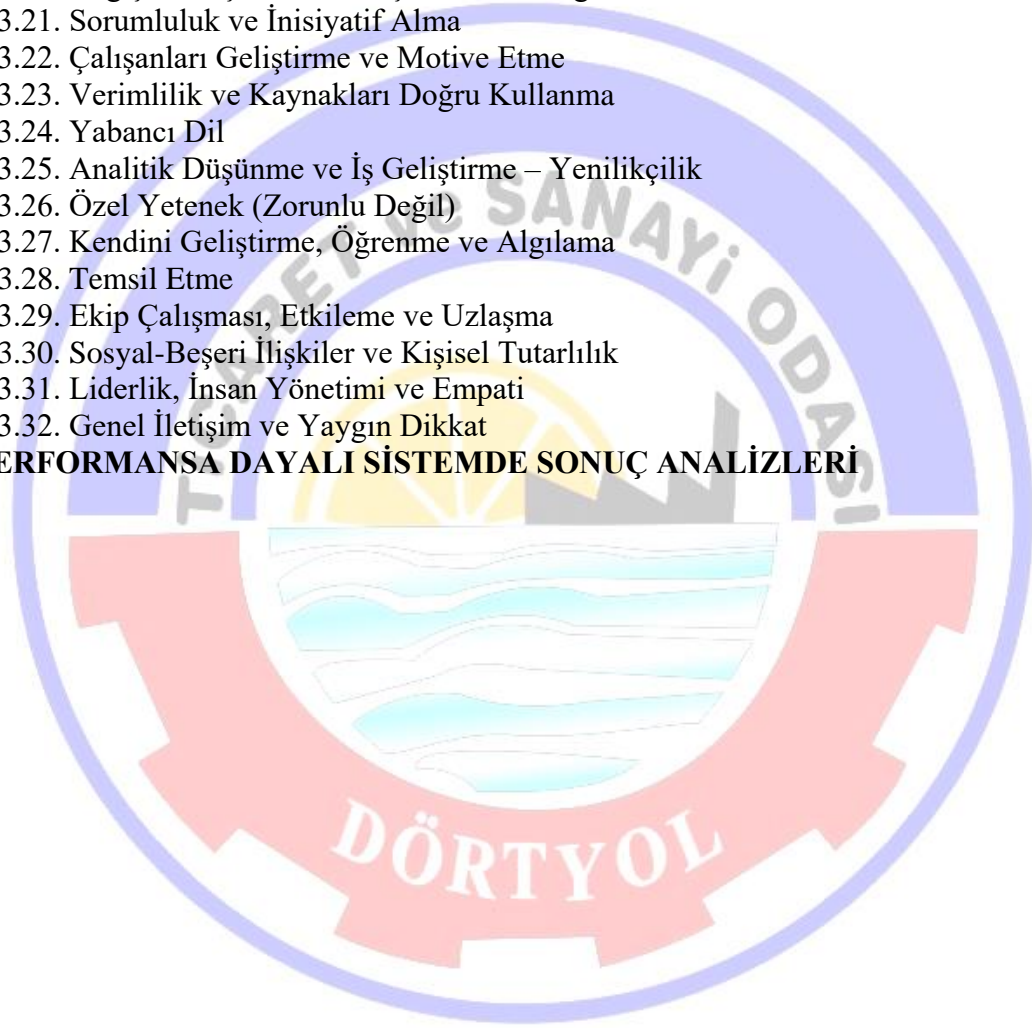 3.21. Sorumluluk ve İnisiyatif Alma
3.22. Çalışanları Geliştirme ve Motive Etme
3.23. Verimlilik ve Kaynakları Doğru Kullanma
3.24. Yabancı Dil
3.25. Analitik Düşünme ve İş Geliştirme – Yenilikçilik
3.26. Özel Yetenek (Zorunlu Değil)
3.27. Kendini Geliştirme, Öğrenme ve Algılama
3.28. Temsil Etme
3.29. Ekip Çalışması, Etkileme ve Uzlaşma
3.30. Sosyal-Beşeri İlişkiler ve Kişisel Tutarlılık
3.31. Liderlik, İnsan Yönetimi ve Empati
3.32. Genel İletişim ve Yaygın Dikkat
ERFORMANSA DAYALI SİSTEMDE SONUÇ ANALİZLERİ
TİCARET ve SANAYİ ODASI
DÖRTYOL